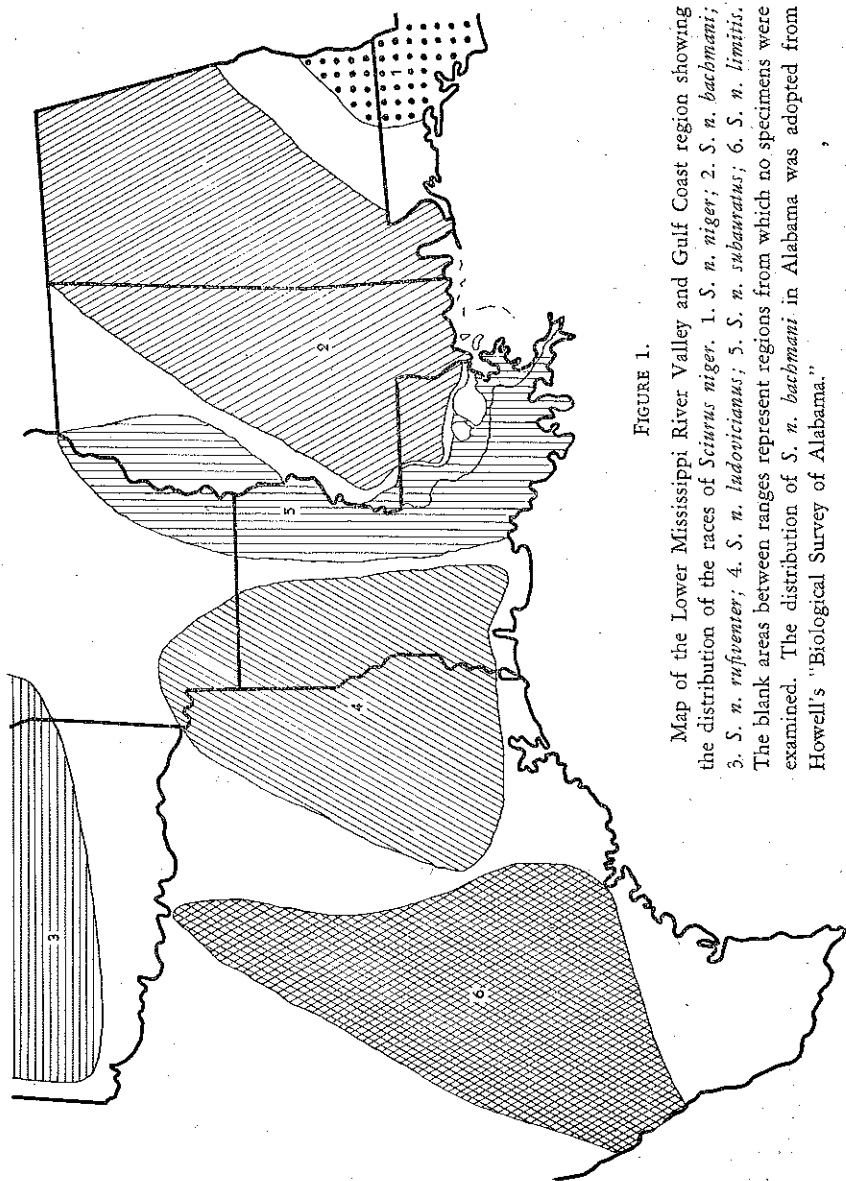 1
2
3
4
5
6
FIGURE 1.
Map of the Lower Mississippi River Valley and Gulf Coast region showing
the distribution of the races of Sciurus niger. 1. S. n. niger; 2. S. n. bachmani;
3. S. n. rufiventer; 4. S. n. ludovicianus; 5. S. n. subauratus; 6. S. n. limitis.
The blank areas between ranges represent regions from which no specimens were
examined. The distribution of S. n. bachmani in Alabama was adopted from
Howell's "Biological Survey of Alabama."